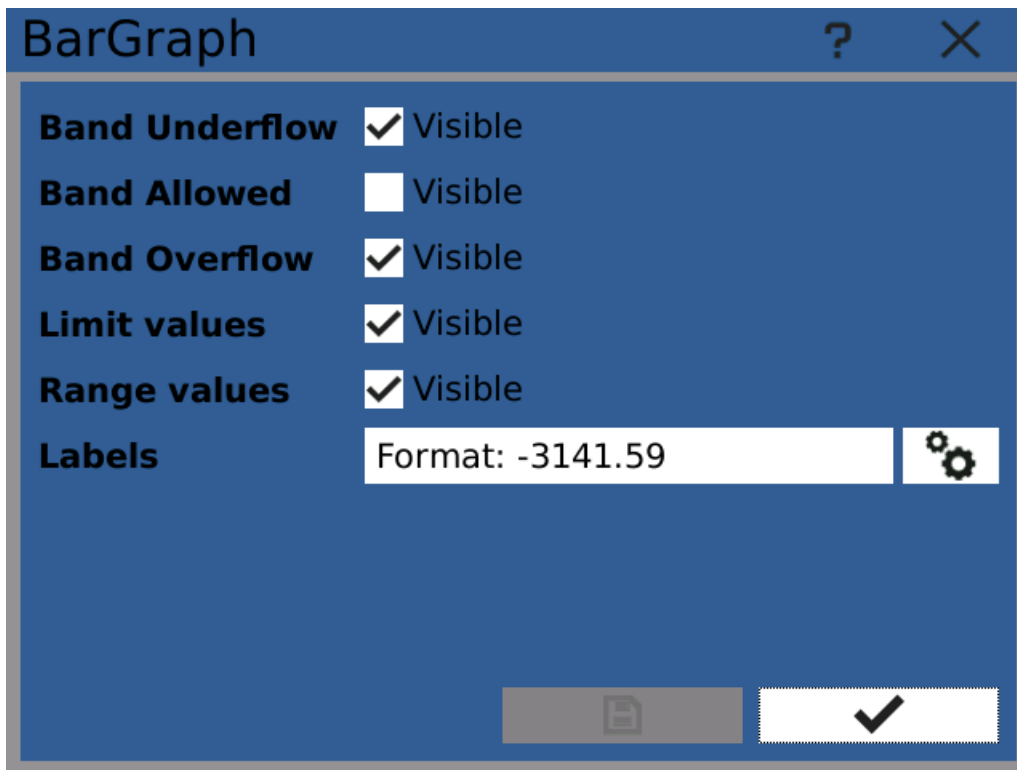 BarGraph ?
Band Underflow Visible
Band Allowed Visible
Band Overflow Visible
Limit values Visible
Range values Visible
Labels Format: -3141.59